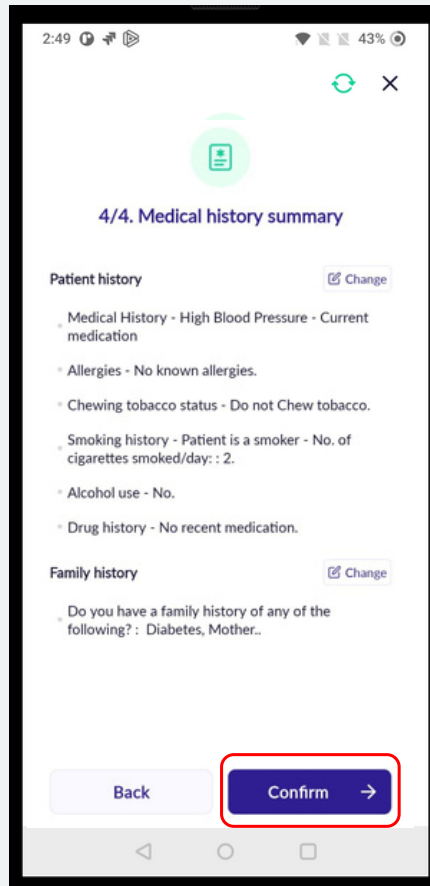 2:49 43%
4/4. Medical history summary
Patient history Change
Medical History - High Blood Pressure - Current
medication
Allergies - No known allergies.
Chewing tobacco status - Do not Chew tobacco.
Smoking history - Patient is a smoker - No. of
cigarettes smoked/day: : 2.
Alcohol use - No.
Drug history - No recent medication.
Family history Change
Do you have a family history of any of the
following? : Diabetes, Mother..
Back Confirm